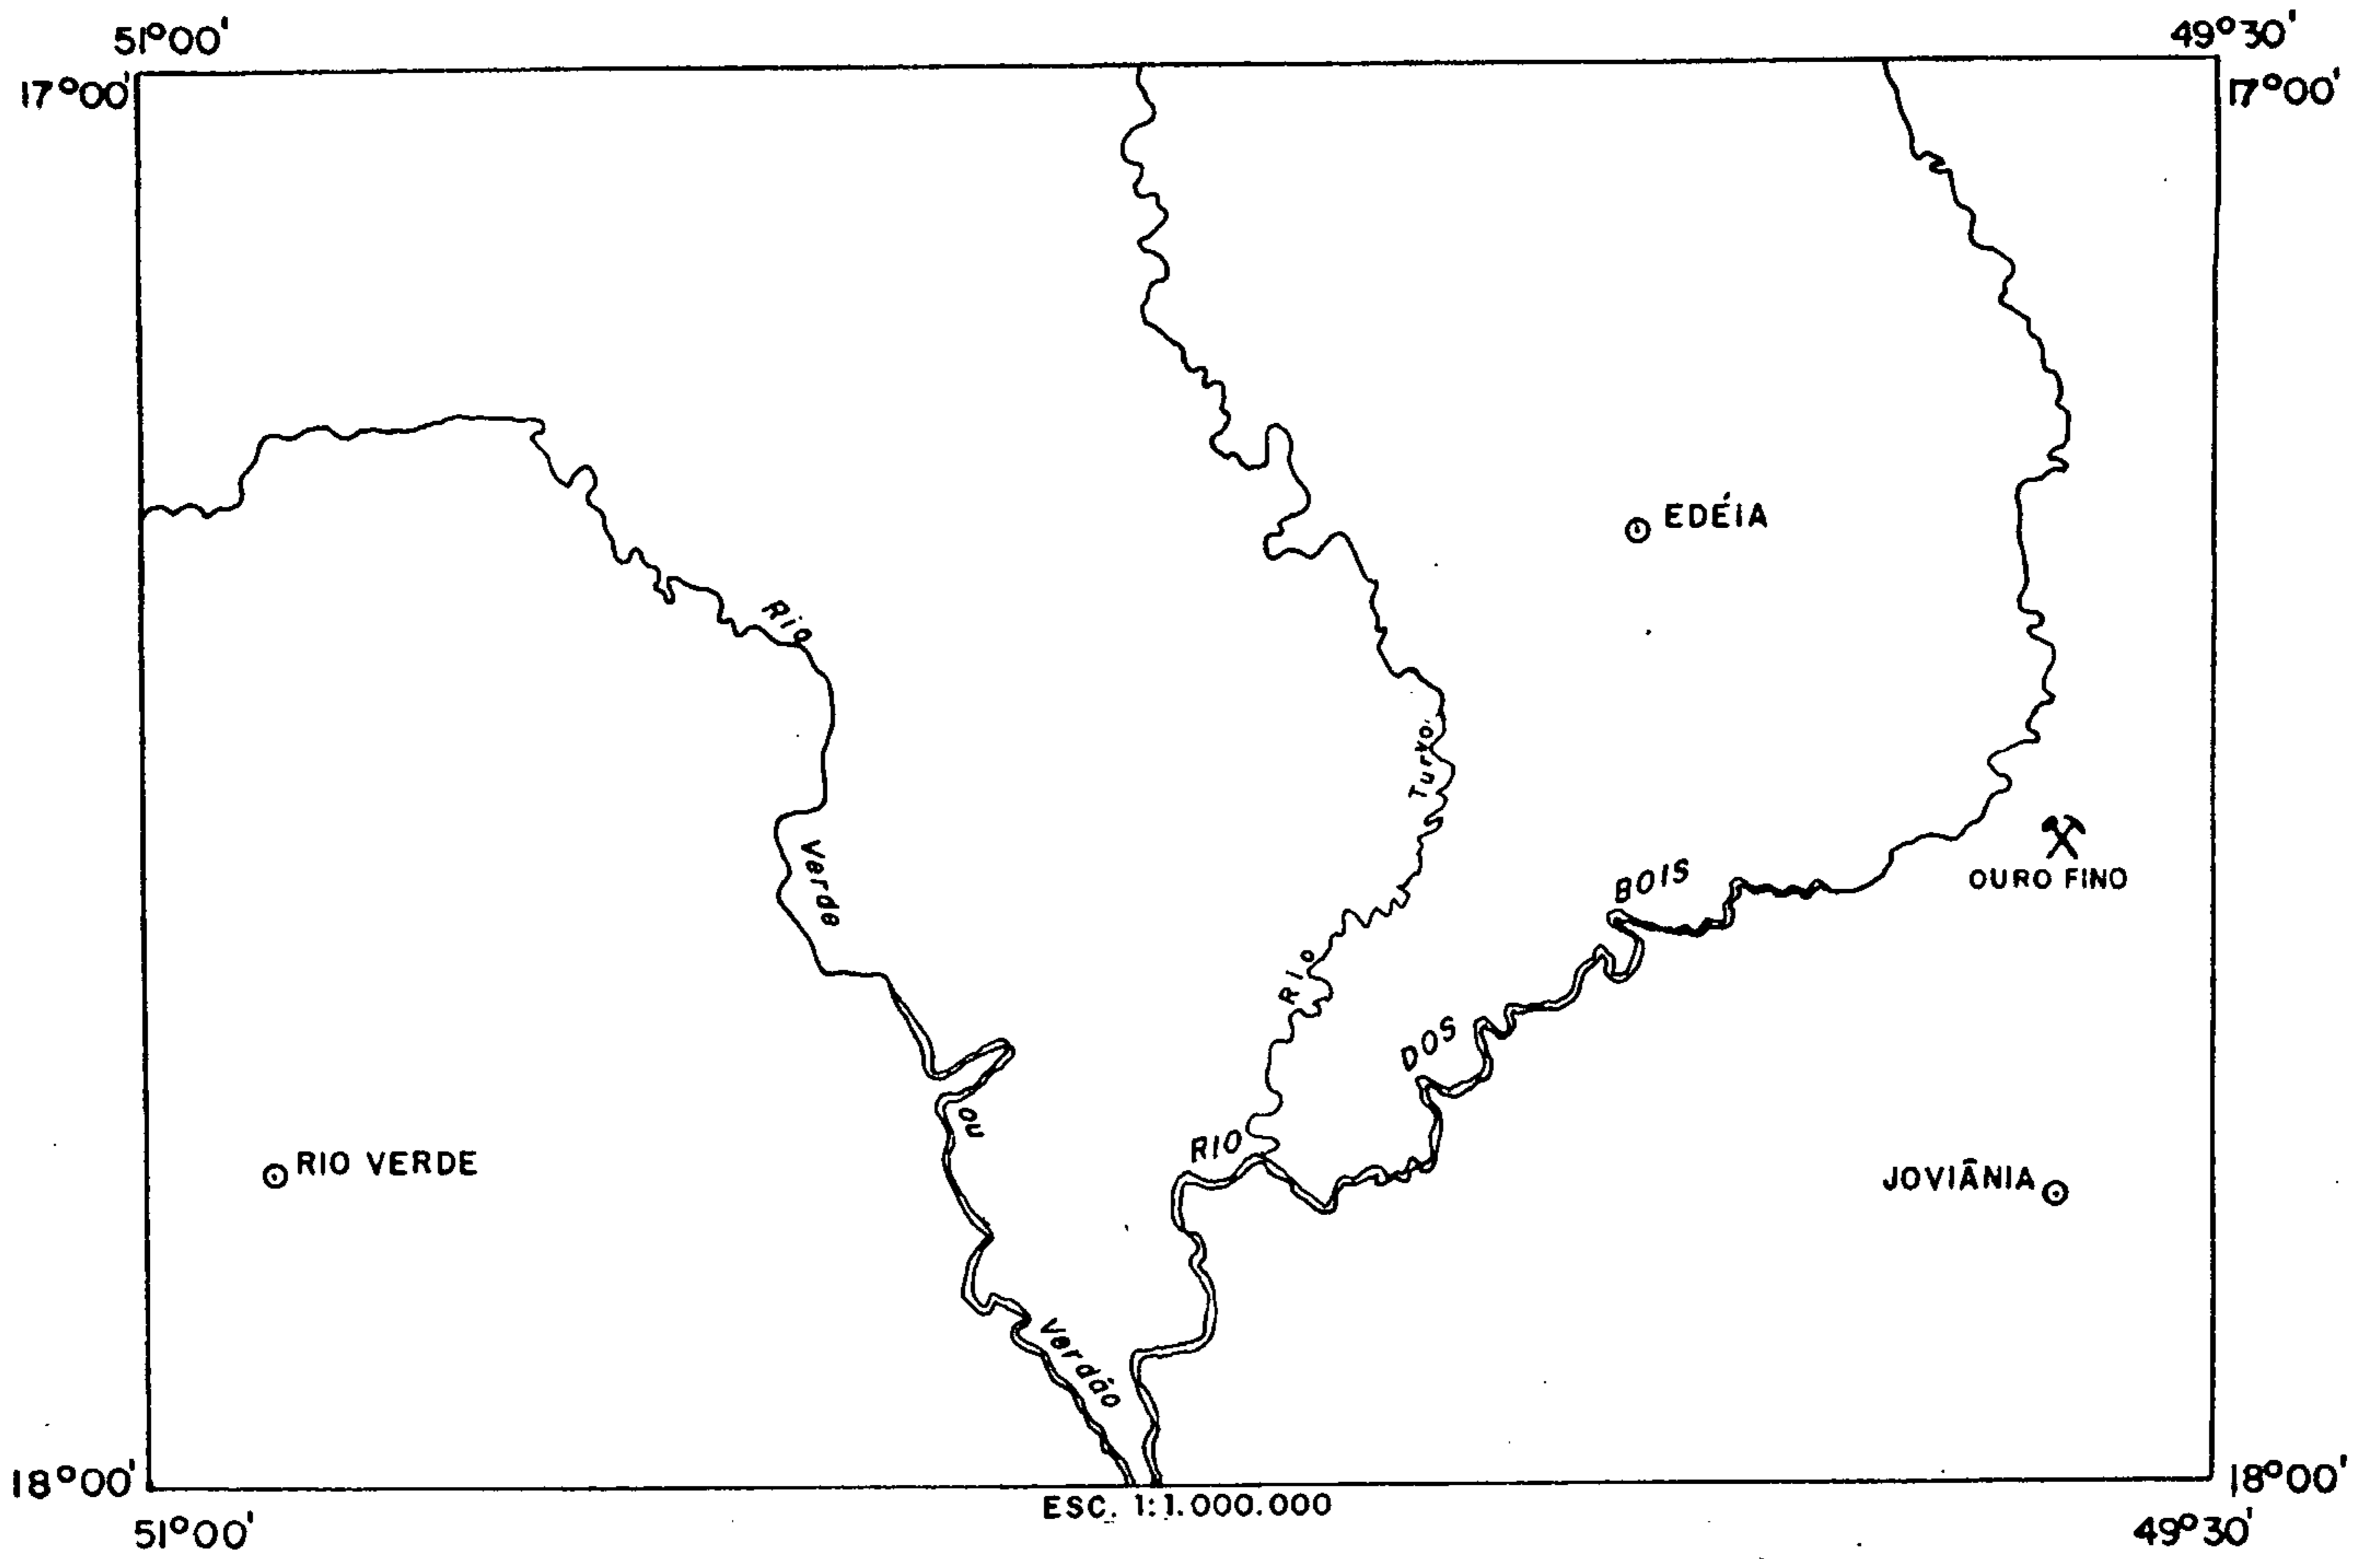 51°00'
49°30'
17°00'
17°00'
EDÉIA
Rio
Turvo
Verde
OURO FINO
BOIS
Rio
DOS
ou
RIO
RIO VERDE
JOVIÂNIA
Verdão
18°00'
18°00'
ESC. 1:1.000.000
51°00'
49°30'